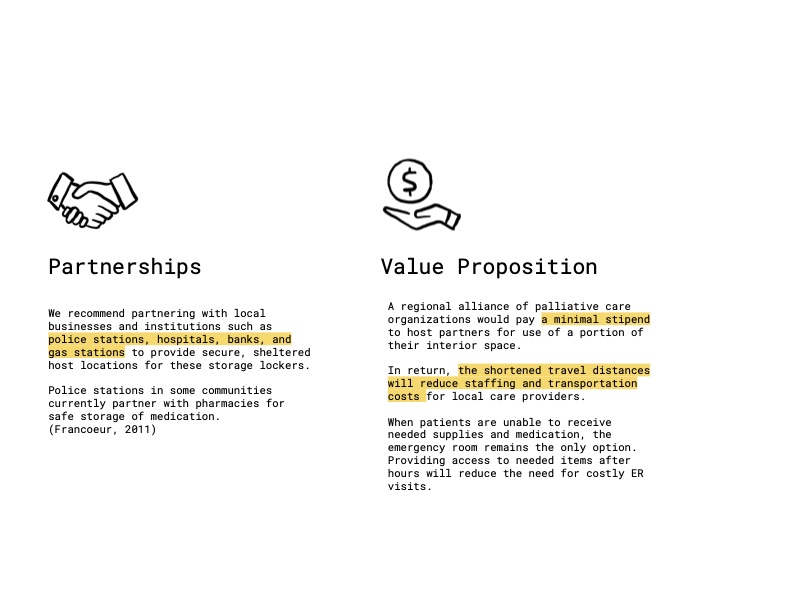 $
Partnerships
We recommend partnering with local
businesses and institutions such as
police stations, hospitals, banks, and
gas stations to provide secure, sheltered
host locations for these storage lockers.
Police stations in some communities
currently partner with pharmacies for
safe storage of medication.
(Francoeur, 2011)
Value Proposition
A regional alliance of palliative care
organizations would pay a minimal stipend
to host partners for use of a portion of
their interior space.
In return, the shortened travel distances
will reduce staffing and transportation
costs for local care providers.
When patients are unable to receive
needed supplies and medication, the
emergency room remains the only option.
Providing access to needed items after
hours will reduce the need for costly ER
visits.